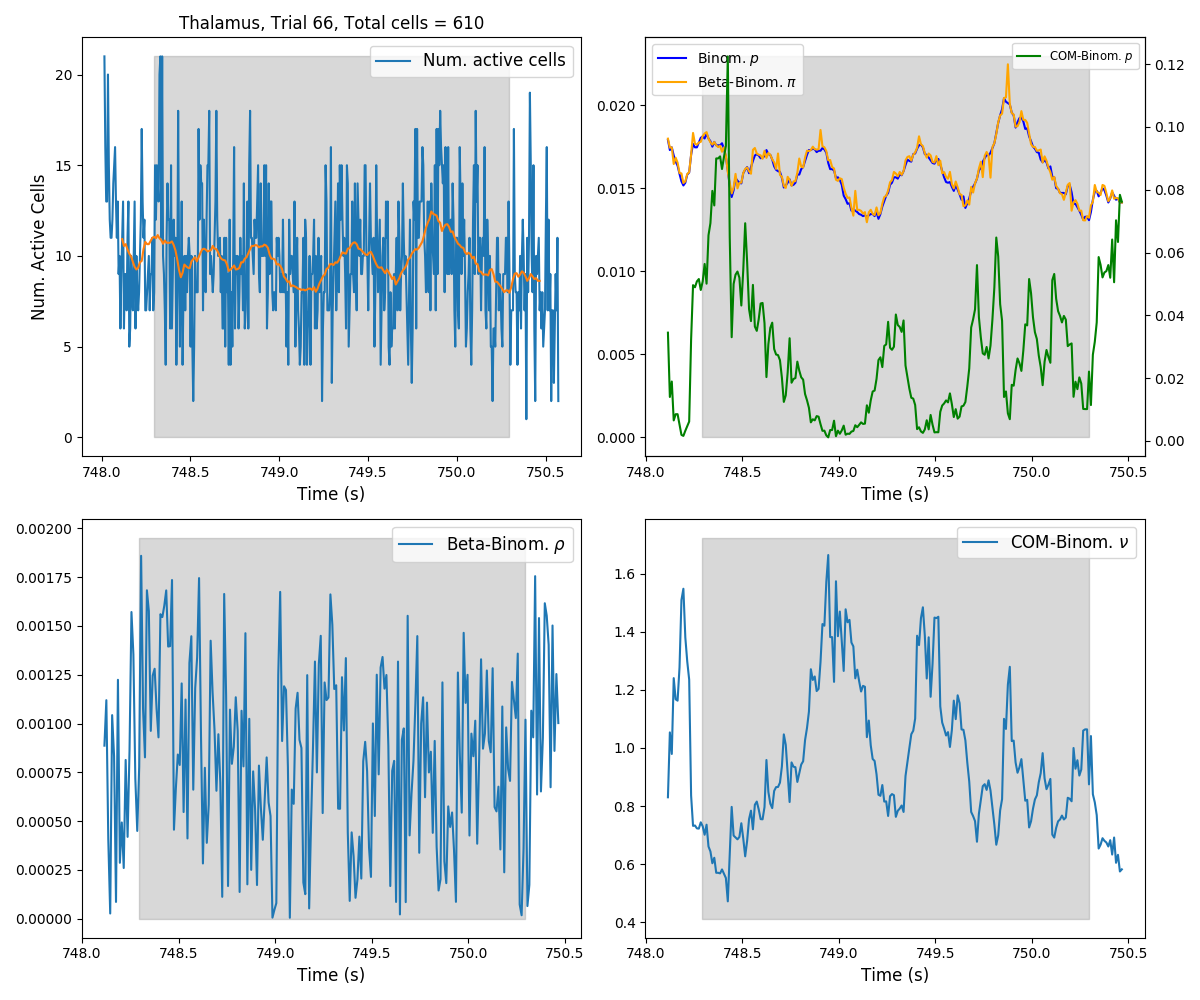 Thalamus, Trial 66, Total cells = 610
Num. active cells
Num. Active Cells
20
15
10
5
0
748.0 748.5 749.0 749.5 750.0 750.5
Time (s)
Binom. p
Beta-Binom. π
COM-Binom. p
0.020
0.015
0.010
0.005
0.000
0.12
0.10
0.08
0.06
0.04
0.02
0.00
748.0 748.5 749.0 749.5 750.0 750.5
Time (s)
Beta-Binom. ρ
0.00200
0.00175
0.00150
0.00125
0.00100
0.00075
0.00050
0.00025
0.00000
748.0 748.5 749.0 749.5 750.0 750.5
Time (s)
COM-Binom. ν
1.6
1.4
1.2
1.0
0.8
0.6
0.4
748.0 748.5 749.0 749.5 750.0 750.5
Time (s)